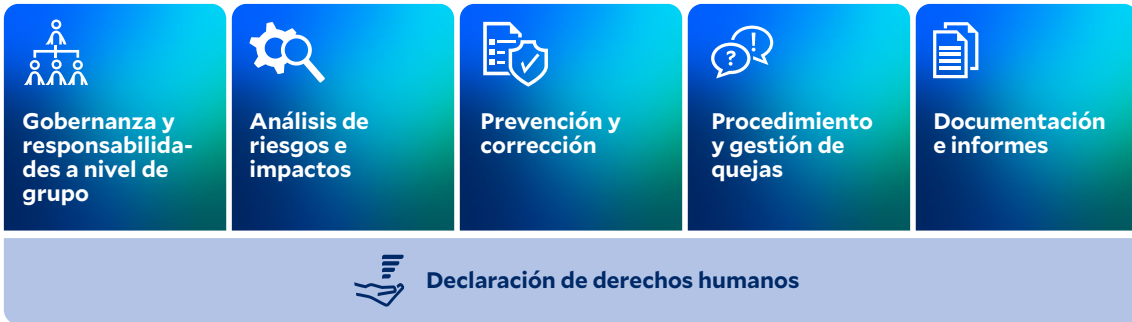 Gobernanza y
responsabilida-
des a nivel de
grupo
Análisis de
riesgos e
impactos
Prevención y
corrección
?
!
Procedimiento
y gestión de
quejas
Documentación
e informes
Declaración de derechos humanos